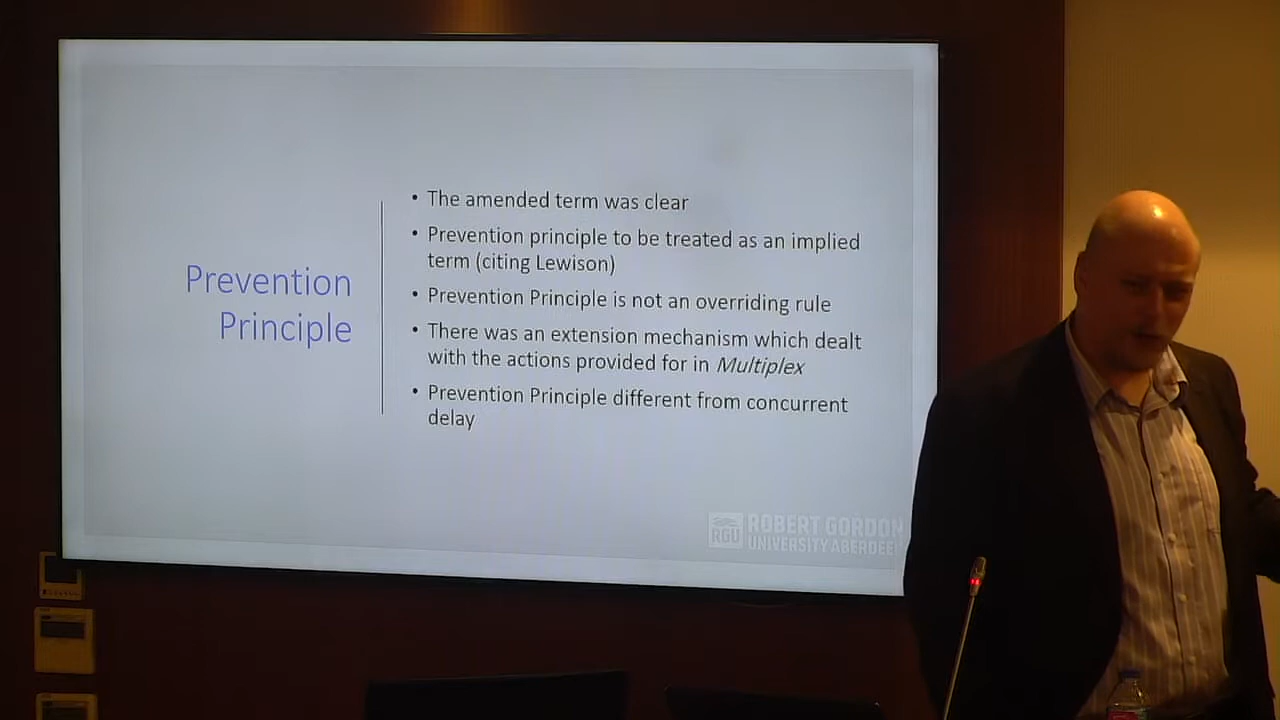 Prevention
Principle
• The amended term was clear
• Prevention principle to be treated as an implied
term (citing Lewison)
• Prevention Principle is not an overriding rule
• There was an extension mechanism which dealt
with the actions provided for in Multiplex
• Prevention Principle different from concurrent
delay
RGU
ROBERT GORDON
UNIVERSITY ABERDEE